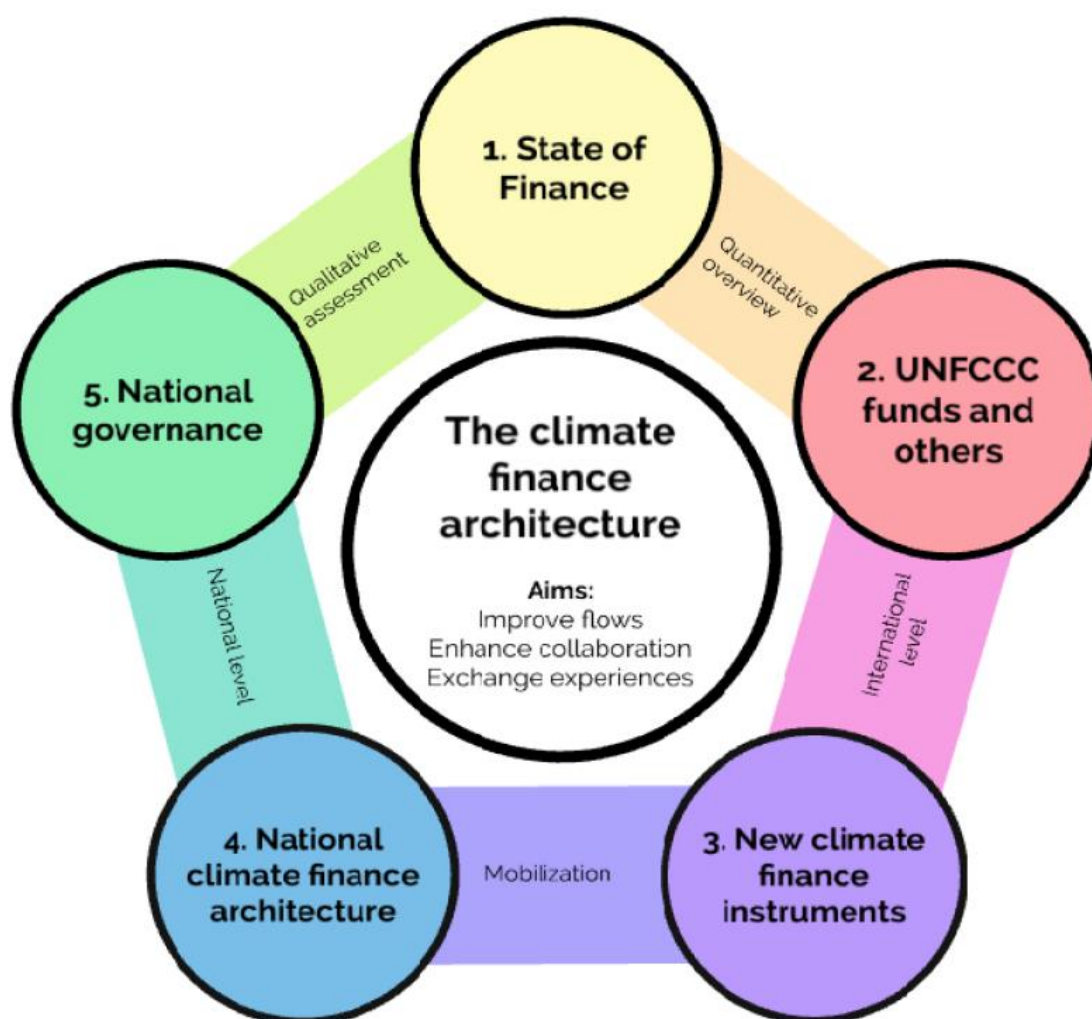 1. State of
Finance
Quantitative
overview
2. UNFCCC
funds and
others
International
level
3. New climate
finance
instruments
Mobilization
4. National
climate finance
architecture
National level
5. National
governance
Qualitative
assessment
The climate
finance
architecture
Aims:
Improve flows
Enhance collaboration
Exchange experiences